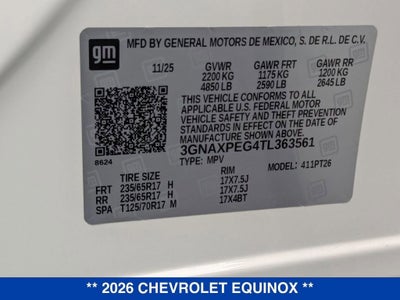 gm
MFD BY GENERAL MOTORS DE MEXICO, S. DE R.L. DE C.V.
11/25 GVWR GAWR FRT GAWR RR
2200 KG 1175 KG 1200 KG
4850 LB 2590 LB 2645 LB
THIS VEHICLE CONFORMS TO ALL
APPLICABLE U.S. FEDERAL MOTOR
VEHICLE SAFETY AND THEFT
PREVENTION STANDARDS IN EFFECT
ON THE DATE OF MANUFACTURE
SHOWN ABOVE.
3GNAXPEG4TL363561
8624
TYPE: MPV
411PT26
TIRE SIZE RIM
FRT 235/65R17 H 17X7.5J
RR 235/65R17 H 17X7.5J
SP T125/70R17 M 17X4BT
** 2026 CHEVROLET EQUINOX **